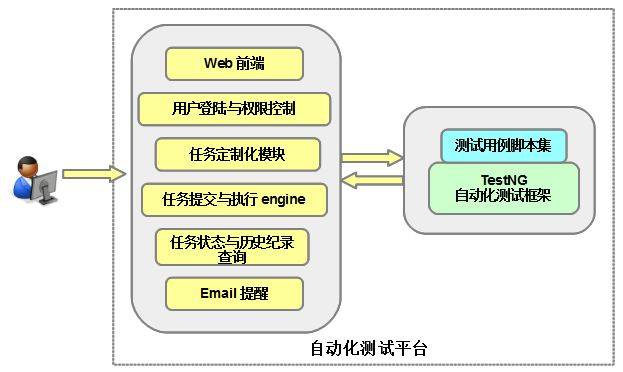 Web 前端
用户登陆与权限控制
任务定制化模块
任务提交与执行 engine
任务状态与历史纪录
查询
Email 提醒
测试用例脚本集
TestNG
自动化测试框架
自动化测试平台